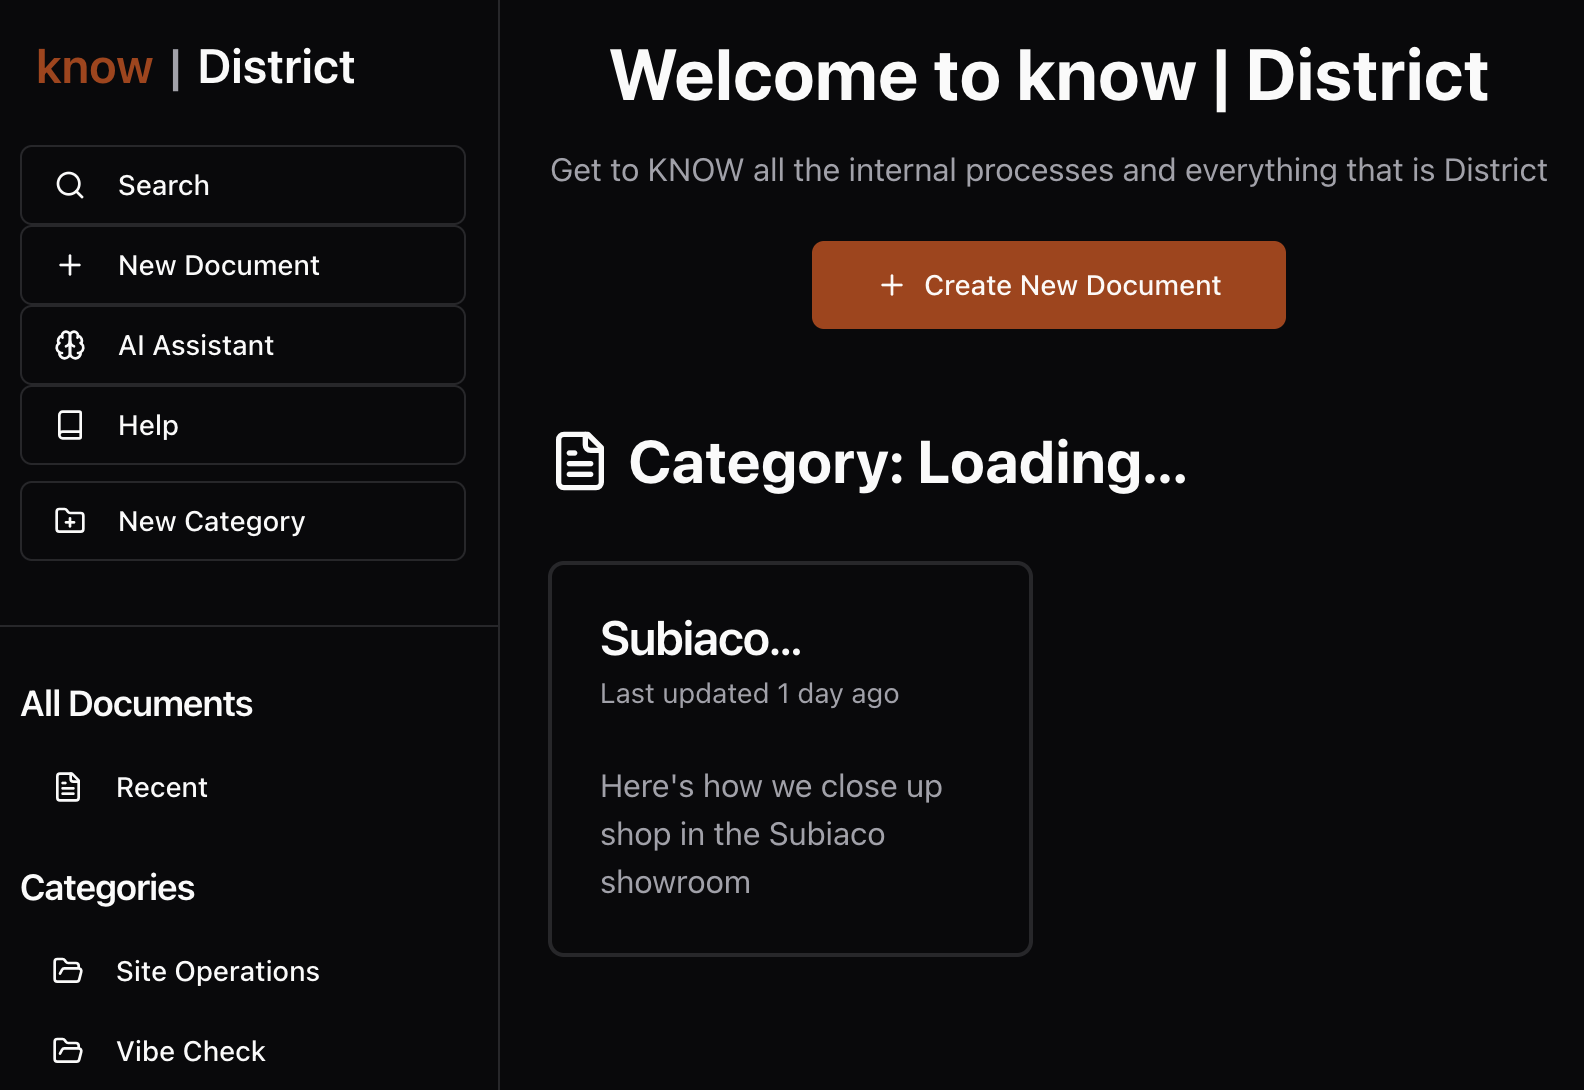 know | District
Search
New Document
AI Assistant
Help
New Category
All Documents
Recent
Categories
Site Operations
Vibe Check
Welcome to know | District
Get to KNOW all the internal processes and everything that is District
Create New Document
Category: Loading...
Subiaco...
Last updated 1 day ago
Here's how we close up
shop in the Subiaco
showroom